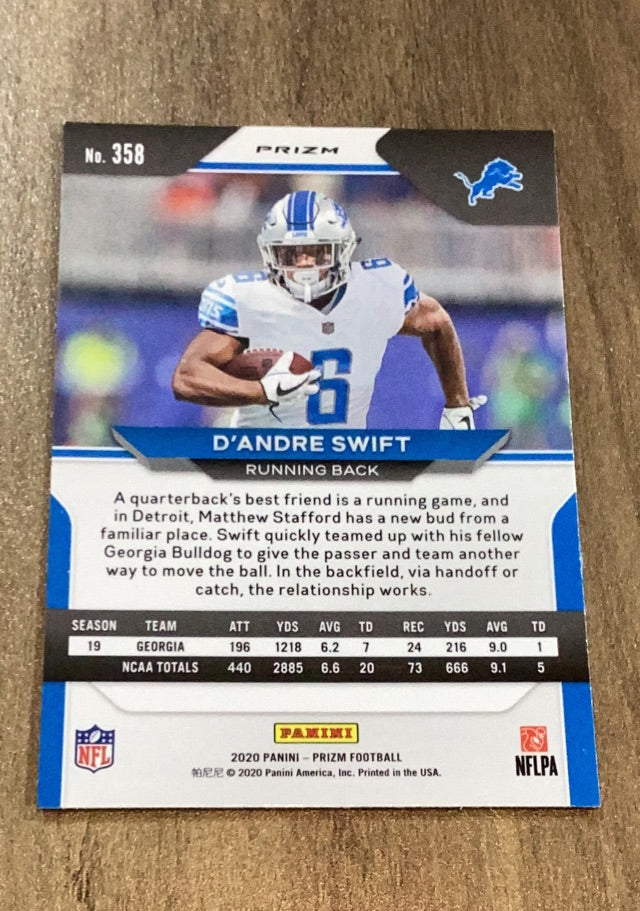 No. 358
PRIZM
6
6
6
D'ANDRE SWIFT
RUNNING BACK
A quarterback's best friend is a running game, and
in Detroit, Matthew Stafford has a new bud from a
familiar place. Swift quickly teamed up with his fellow
Georgia Bulldog to give the passer and team another
way to move the ball. In the backfield, via handoff or
catch, the relationship works.
SEASON TEAM ATT YDS AVG TD REC YDS AVG TD
19 GEORGIA 196 1218 6.2 7 24 216 9.0 1
NCAA TOTALS 440 2885 6.6 20 73 666 9.1 5
NFL
PANINI
NFLPA
2020 PANINI – PRIZM FOOTBALL
帕尼尼 © 2020 Panini America, Inc. Printed in the USA.